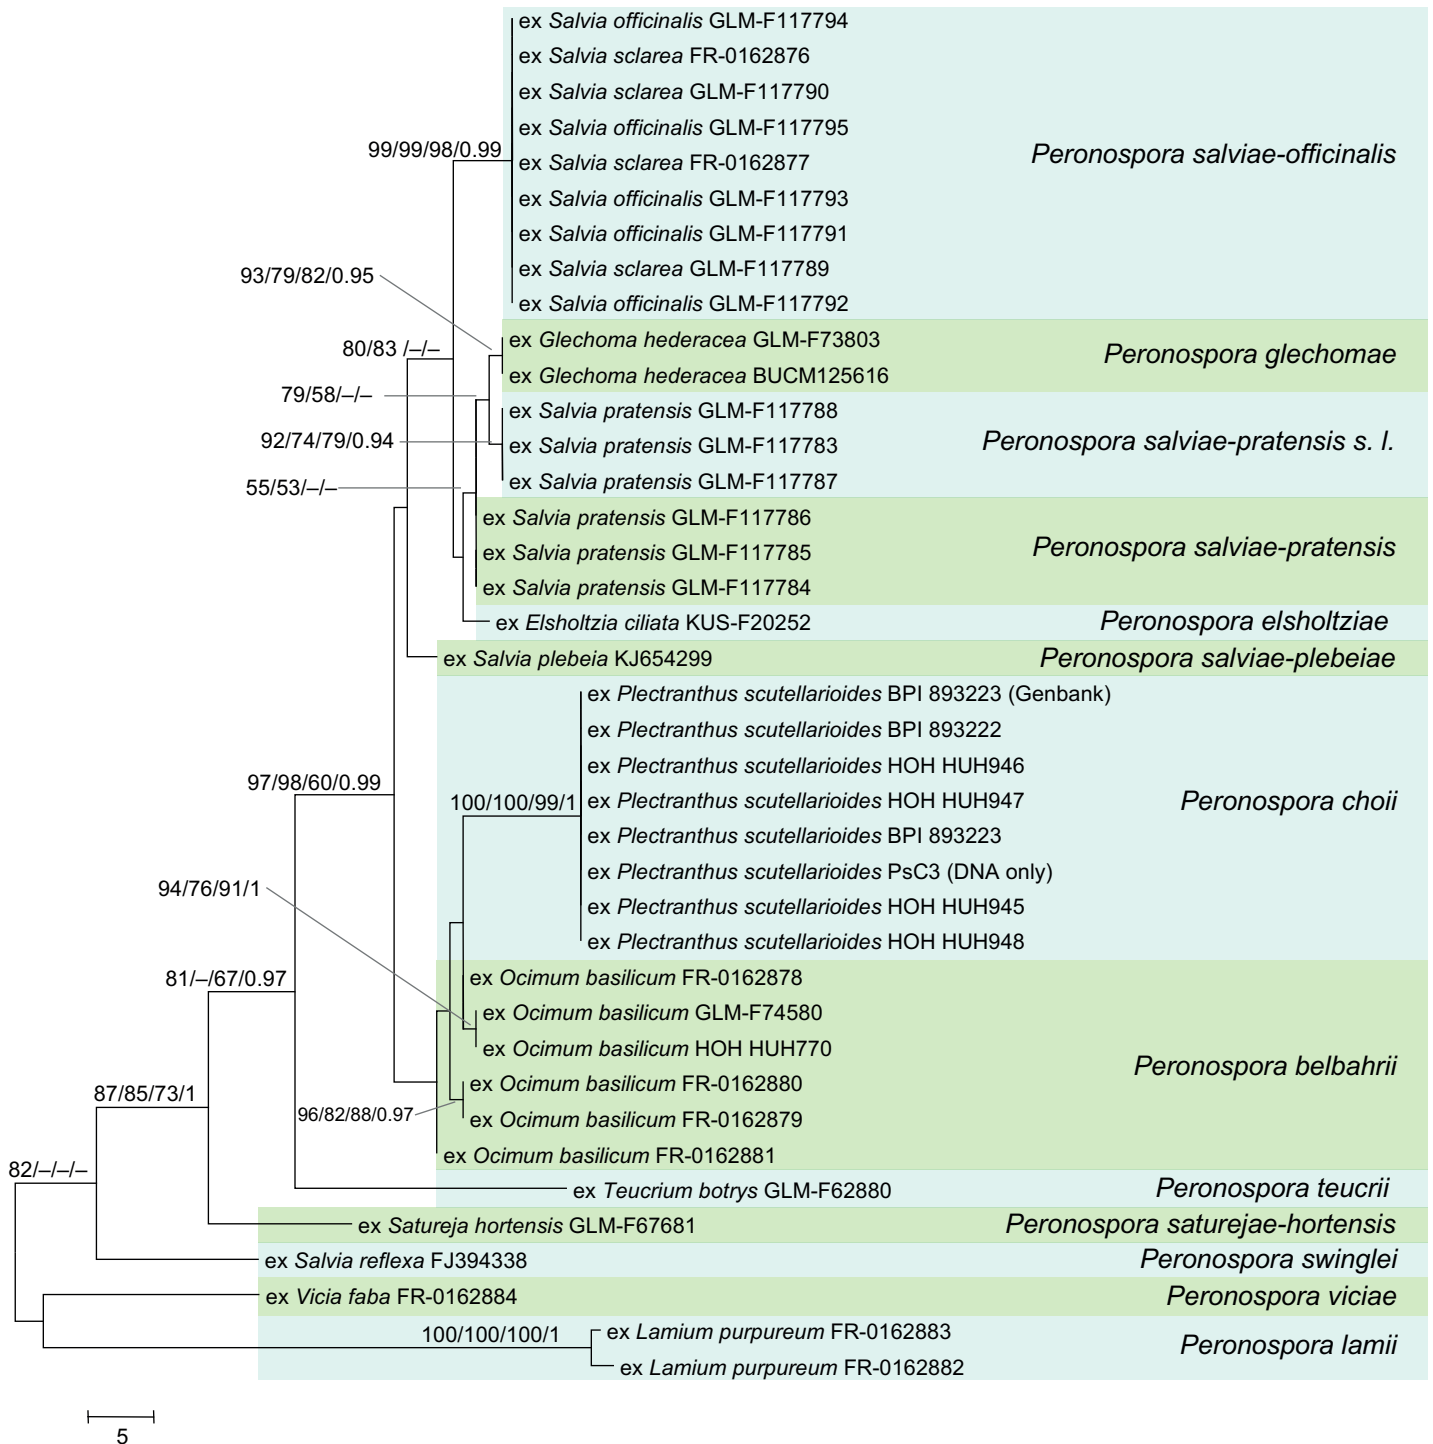 ex Salvia officinalis GLM-F117794
ex Salvia sclarea FR-0162876
ex Salvia sclarea GLM-F117790
ex Salvia officinalis GLM-F117795
99/99/98/0.99
Peronospora salviae-officinalis
ex Salvia sclarea FR-0162877
ex Salvia officinalis GLM-F117793
ex Salvia officinalis GLM-F117791
ex Salvia sclarea GLM-F117789
93/79/82/0.95
ex Salvia officinalis GLM-F117792
ex Glechoma hederacea GLM-F73803
80/83 /–/–
Peronospora glechomae
ex Glechoma hederacea BUCM125616
79/58/–/–
ex Salvia pratensis GLM-F117788
92/74/79/0.94
ex Salvia pratensis GLM-F117783
Peronospora salviae-pratensis s. l.
ex Salvia pratensis GLM-F117787
55/53/–/–
ex Salvia pratensis GLM-F117786
ex Salvia pratensis GLM-F117785
Peronospora salviae-pratensis
ex Salvia pratensis GLM-F117784
ex Elsholtzia ciliata KUS-F20252
Peronospora elsholtziae
ex Salvia plebeia KJ654299
Peronospora salviae-plebeiae
ex Plectranthus scutellarioides BPI 893223 (Genbank)
ex Plectranthus scutellarioides BPI 893222
ex Plectranthus scutellarioides HOH HUH946
97/98/60/0.99
100/100/99/1
ex Plectranthus scutellarioides HOH HUH947
Peronospora choii
ex Plectranthus scutellarioides BPI 893223
ex Plectranthus scutellarioides PsC3 (DNA only)
94/76/91/1
ex Plectranthus scutellarioides HOH HUH945
ex Plectranthus scutellarioides HOH HUH948
81/–/67/0.97
ex Ocimum basilicum FR-0162878
ex Ocimum basilicum GLM-F74580
ex Ocimum basilicum HOH HUH770
Peronospora belbahrii
ex Ocimum basilicum FR-0162880
87/85/73/1
96/82/88/0.97
ex Ocimum basilicum FR-0162879
ex Ocimum basilicum FR-0162881
82/–/–/–
ex Teucrium botrys GLM-F62880
Peronospora teucrii
ex Satureja hortensis GLM-F67681
Peronospora saturejae-hortensis
ex Salvia reflexa FJ394338
Peronospora swinglei
ex Vicia faba FR-0162884
Peronospora viciae
100/100/100/1
ex Lamium purpureum FR-0162883
Peronospora lamii
ex Lamium purpureum FR-0162882
5